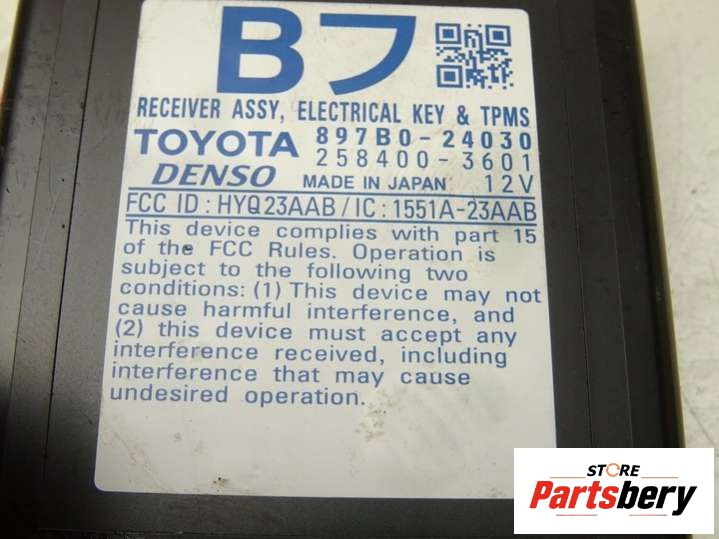 Bフ
RECEIVER ASSY, ELECTRICAL KEY & TPMS
TOYOTA 897B0-24030
258400-3601
DENSO MADE IN JAPAN 12V
FCC ID : HYQ23AAB / IC : 1551A-23AAB
This device complies with part 15
of the FCC Rules. Operation is
subject to the following two
conditions: (1) This device may not
cause harmful interference, and
(2) this device must accept any
interference received, including
interference that may cause
undesired operation.
STORE
Partsbery